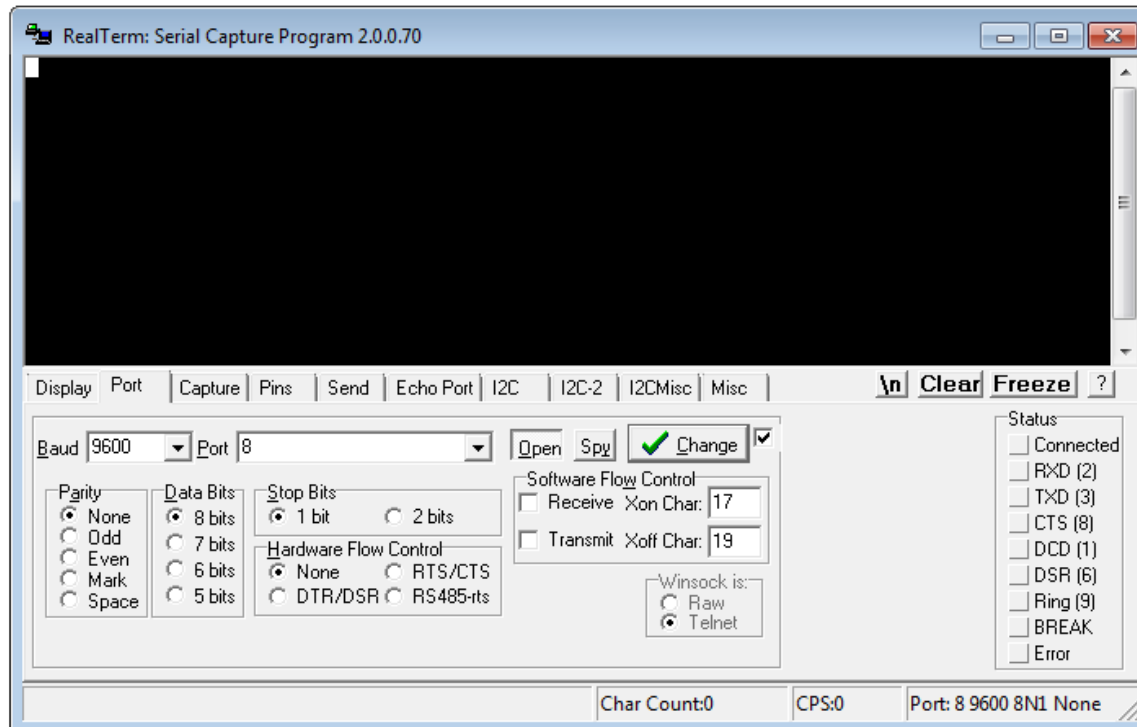 RealTerm: Serial Capture Program 2.0.0.70
Display Port Capture Pins Send Echo Port I2C I2C-2 I2CMisc Misc \n Clear Freeze ?
Baud 9600 Port 8 Open Spy Change
Parity
None
Odd
Even
Mark
Space
Data Bits
8 bits
7 bits
6 bits
5 bits
Stop Bits
1 bit 2 bits
Hardware Flow Control
None RTS/CTS
DTR/DSR RS485-rts
Software Flow Control
Receive Xon Char: 17
Transmit Xoff Char: 19
Winsock is:
Raw
Telnet
Status
Connected
RXD (2)
TXD (3)
CTS (8)
DCD (1)
DSR (6)
Ring (9)
BREAK
Error
Char Count:0 CPS:0 Port: 8 9600 8N1 None